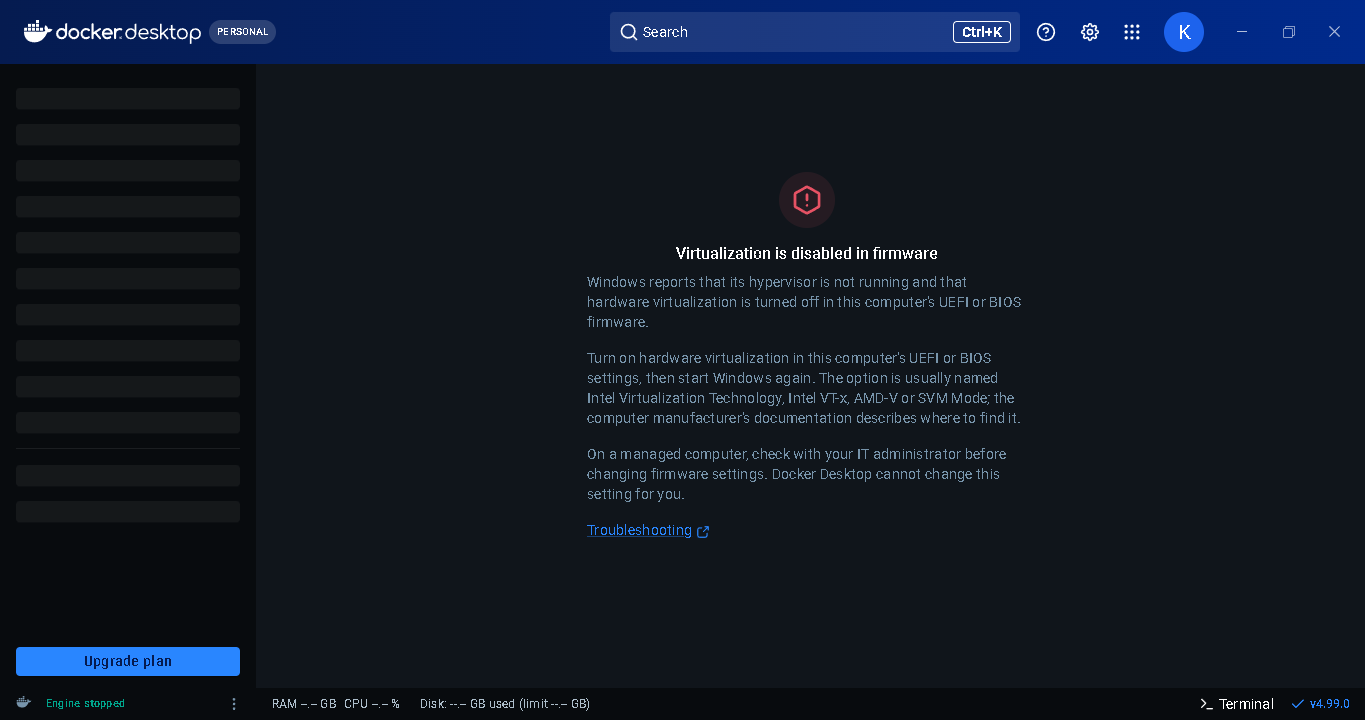 docker desktop PERSONAL
Search Ctrl+K
K
Virtualization is disabled in firmware
Windows reports that its hypervisor is not running and that
hardware virtualization is turned off in this computer's UEFI or BIOS
firmware.
Turn on hardware virtualization in this computer's UEFI or BIOS
settings, then start Windows again. The option is usually named
Intel Virtualization Technology, Intel VT-x, AMD-V or SVM Mode; the
computer manufacturer's documentation describes where to find it.
On a managed computer, check with your IT administrator before
changing firmware settings. Docker Desktop cannot change this
setting for you.
Troubleshooting
Upgrade plan
Engine stopped
RAM --.-- GB CPU --.-- % Disk: --.-- GB used (limit --.-- GB)
Terminal
v4.99.0